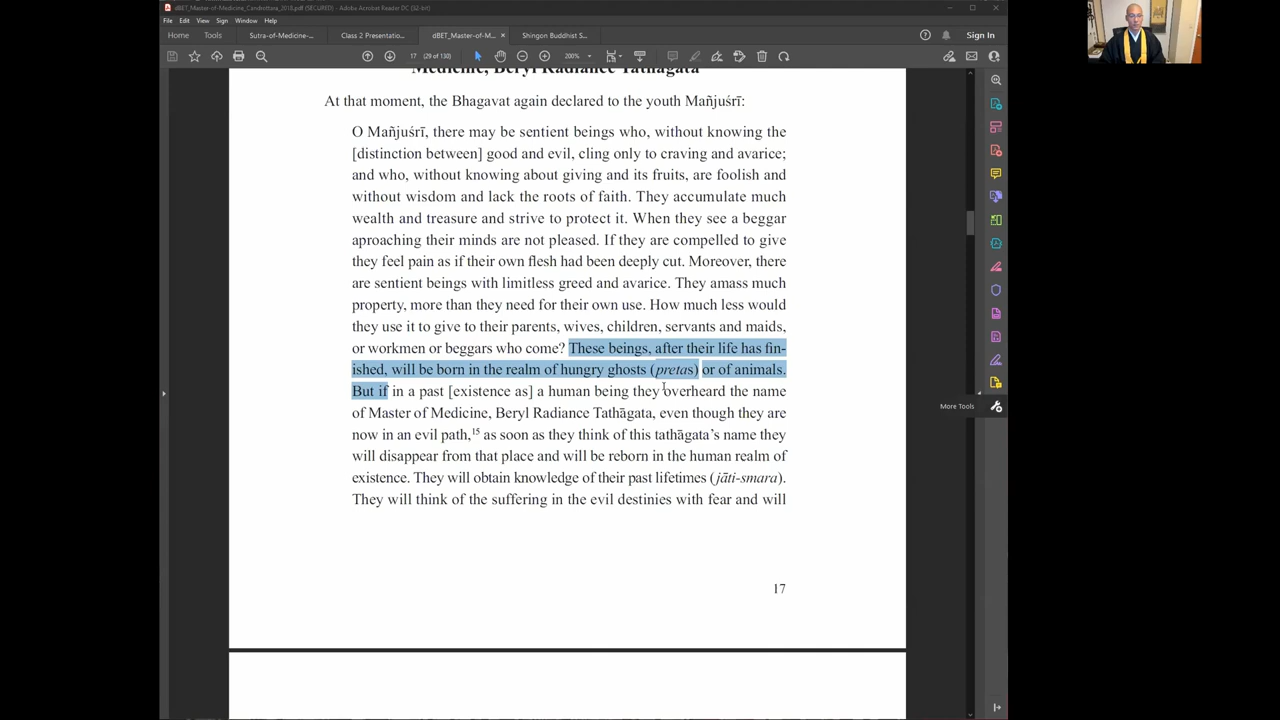 dBET_Master-of-Medicine_Candrottara_2018.pdf (SECURED) - Adobe Acrobat Reader DC (32-bit)
File Edit View Sign Window Help
Home Tools Sutra-of-Medicine-... Class 2 Presentatio... dBET_Master-of-M... × Shingon Buddhist S... Sign In
17 (29 of 130) 200%
Medicine, Beryl Radiance Tathāgata
At that moment, the Bhagavat again declared to the youth Mañjuśrī:
O Mañjuśrī, there may be sentient beings who, without knowing the
[distinction between] good and evil, cling only to craving and avarice;
and who, without knowing about giving and its fruits, are foolish and
without wisdom and lack the roots of faith. They accumulate much
wealth and treasure and strive to protect it. When they see a beggar
aproaching their minds are not pleased. If they are compelled to give
they feel pain as if their own flesh had been deeply cut. Moreover, there
are sentient beings with limitless greed and avarice. They amass much
property, more than they need for their own use. How much less would
they use it to give to their parents, wives, children, servants and maids,
or workmen or beggars who come? These beings, after their life has fin-
ished, will be born in the realm of hungry ghosts (pretas) or of animals.
But if in a past [existence as] a human being they overheard the name
of Master of Medicine, Beryl Radiance Tathāgata, even though they are
now in an evil path,15 as soon as they think of this tathāgata's name they
will disappear from that place and will be reborn in the human realm of
existence. They will obtain knowledge of their past lifetimes (jāti-smara).
They will think of the suffering in the evil destinies with fear and will
17
More Tools